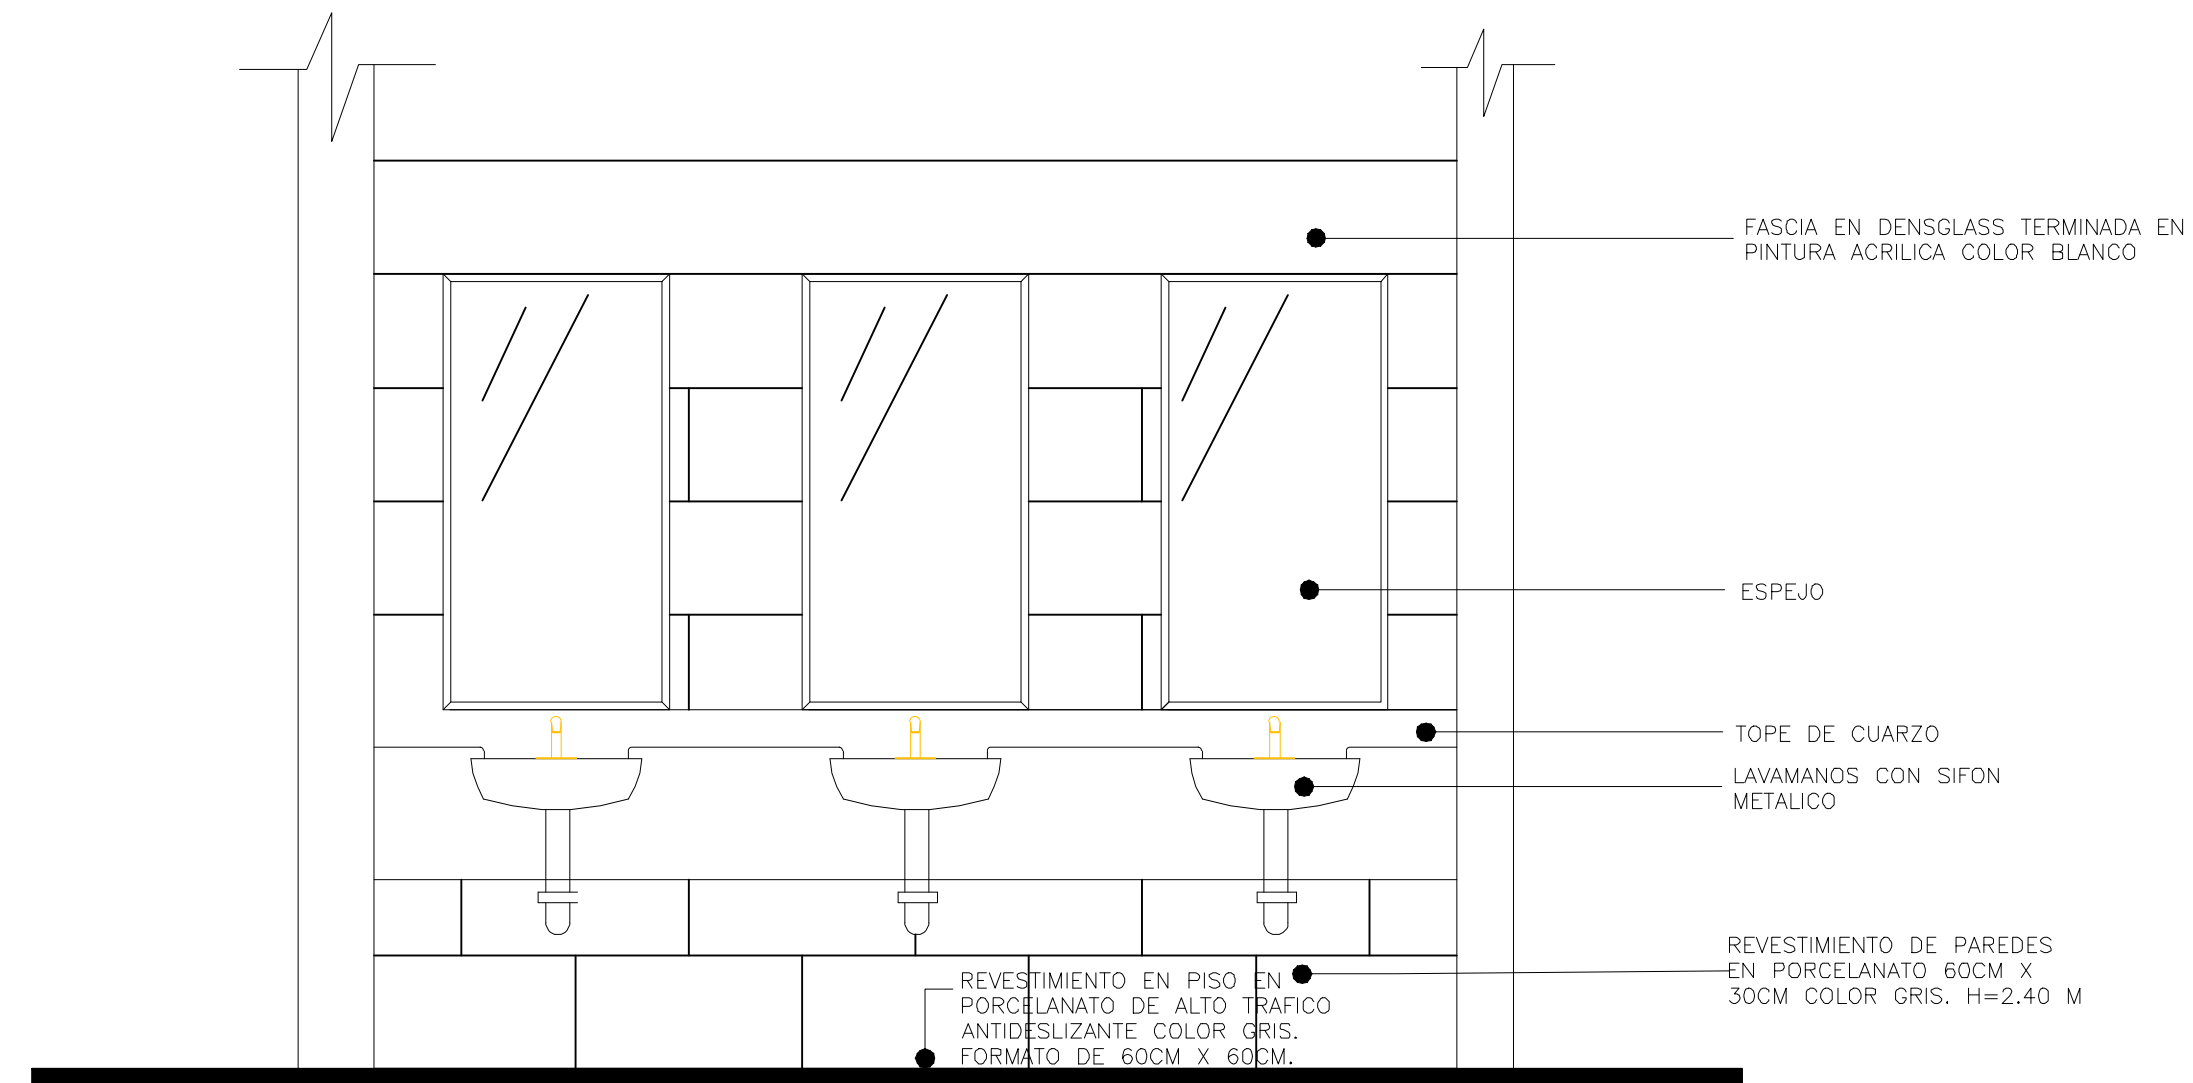 FASCIA EN DENSGLASS TERMINADA EN
PINTURA ACRILICA COLOR BLANCO
ESPEJO
TOPE DE CUARZO
LAVAMANOS CON SIFON
METALICO
REVESTIMIENTO DE PAREDES
EN PORCELANATO 60CM X
30CM COLOR GRIS. H=2.40 M
REVESTIMIENTO EN PISO EN
PORCELANATO DE ALTO TRAFICO
ANTIDESLIZANTE COLOR GRIS.
FORMATO DE 60CM X 60CM.